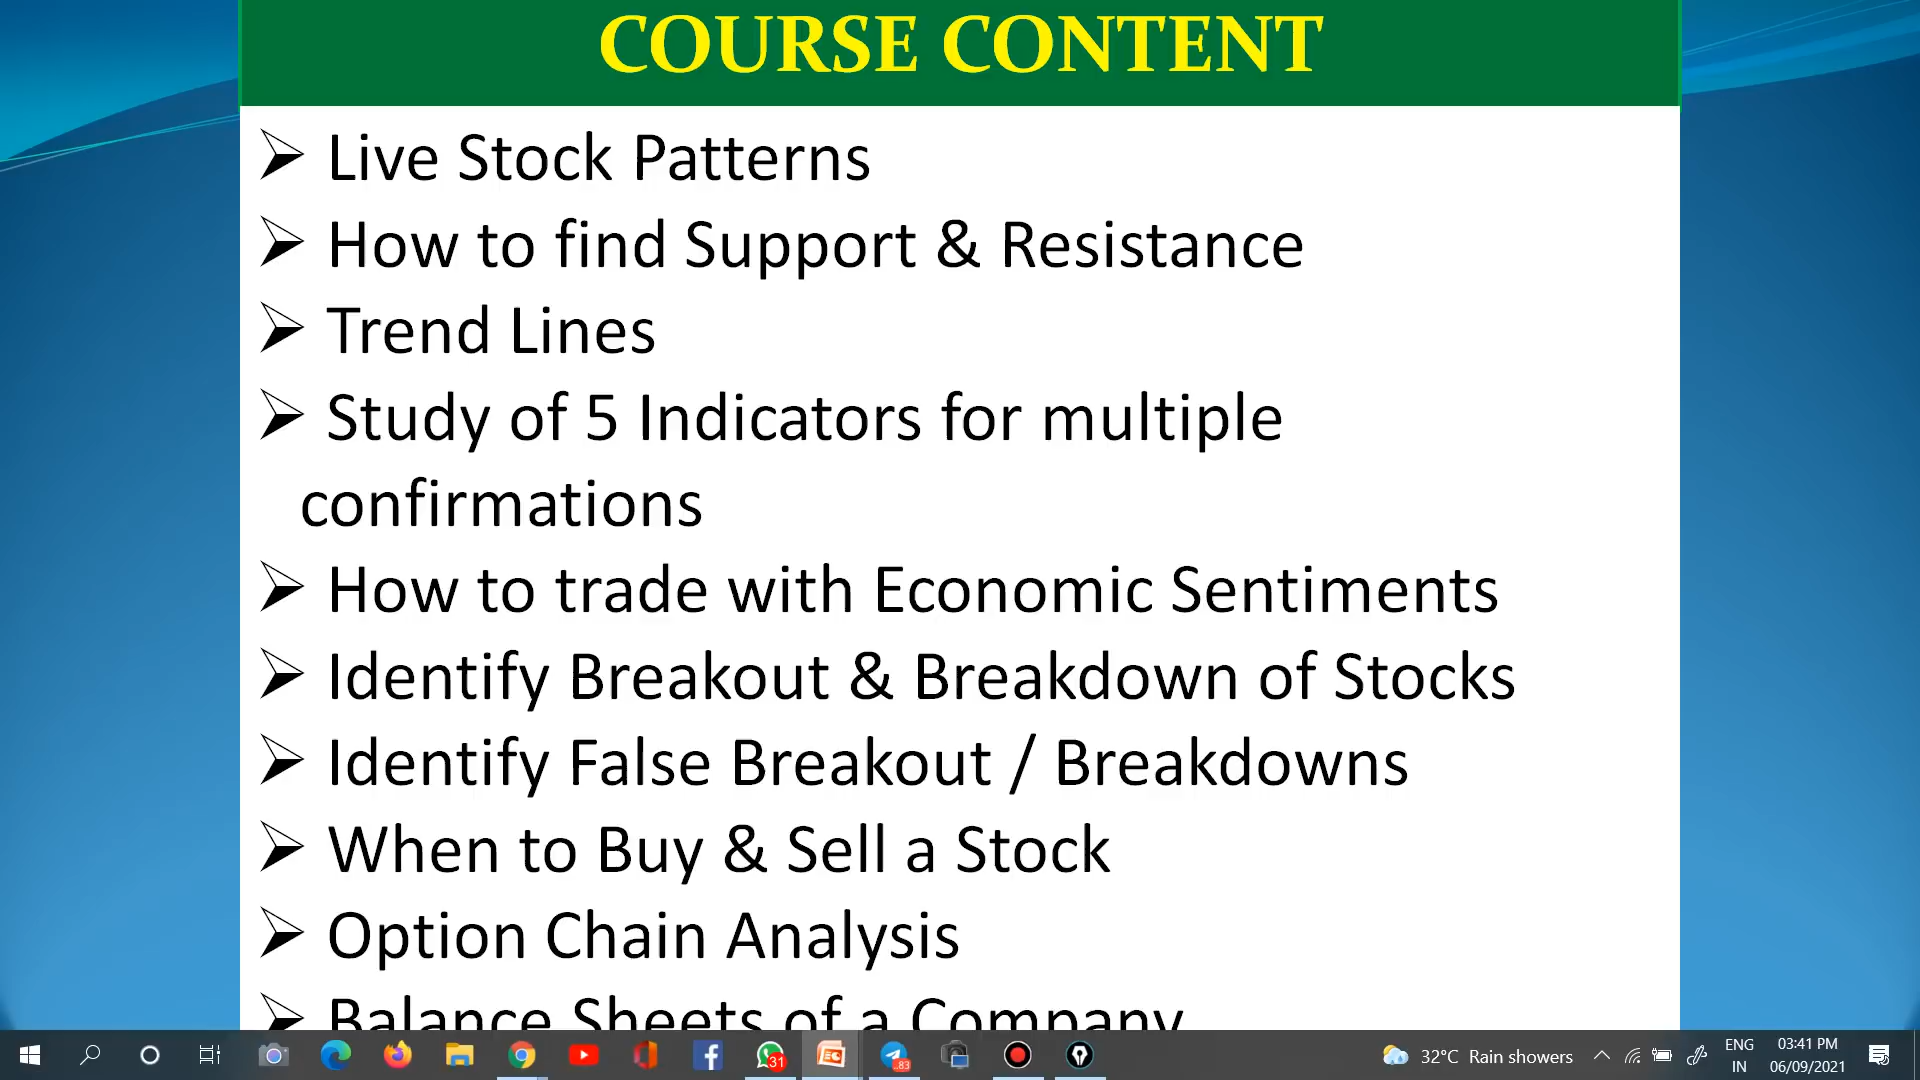 COURSE CONTENT
➢ Live Stock Patterns
➢ How to find Support & Resistance
➢ Trend Lines
➢ Study of 5 Indicators for multiple
confirmations
➢ How to trade with Economic Sentiments
➢ Identify Breakout & Breakdown of Stocks
➢ Identify False Breakout / Breakdowns
➢ When to Buy & Sell a Stock
➢ Option Chain Analysis
➢ Balance Sheets of a Company
31
..83
32°C Rain showers
ENG
IN
03:41 PM
06/09/2021